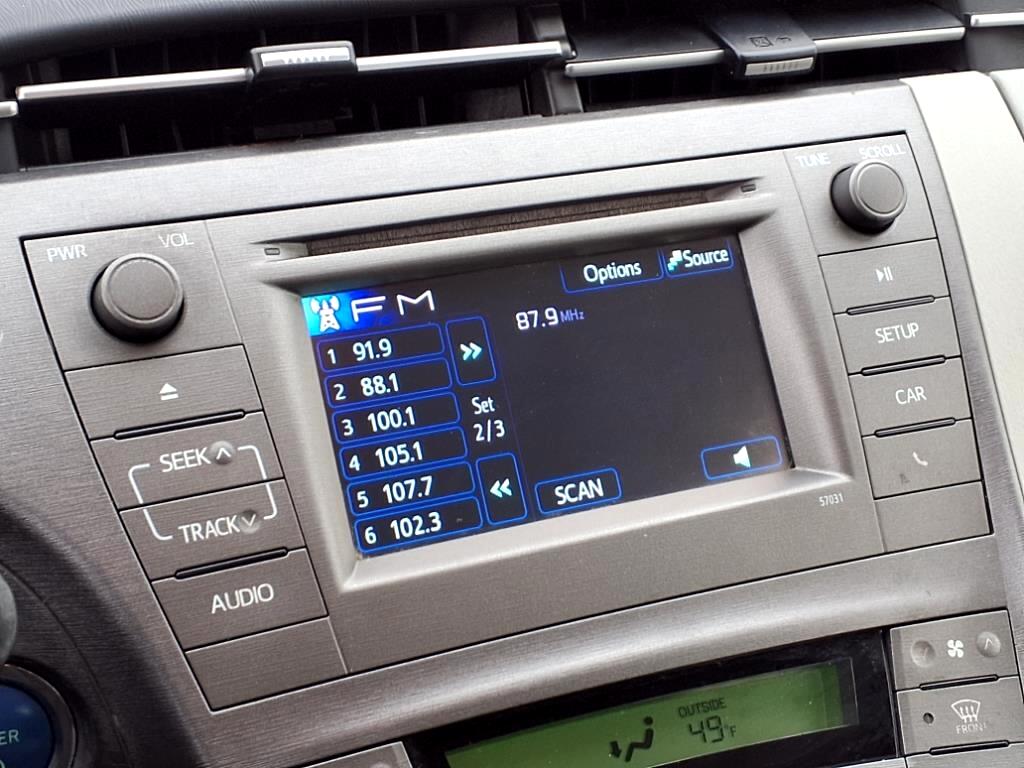 PWR
VOL
TUNE
SCROLL
Options
Source
FM
87.9 MHz
1 91.9
2 88.1
3 100.1
4 105.1
5 107.7
6 102.3
Set
2/3
SCAN
57031
SEEK
TRACK
AUDIO
SETUP
CAR
OUTSIDE
49°F
FRONT